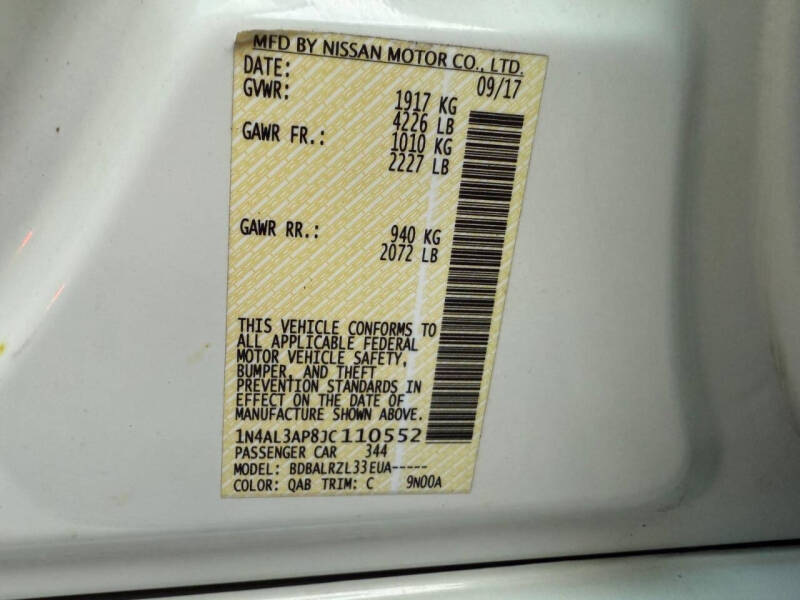 MFD BY NISSAN MOTOR CO., LTD.
DATE: 09/17
GVWR: 1917 KG
4226 LB
GAWR FR.: 1010 KG
2227 LB
GAWR RR.: 940 KG
2072 LB
THIS VEHICLE CONFORMS TO
ALL APPLICABLE FEDERAL
MOTOR VEHICLE SAFETY,
BUMPER, AND THEFT
PREVENTION STANDARDS IN
EFFECT ON THE DATE OF
MANUFACTURE SHOWN ABOVE.
1N4AL3AP8JC110552
PASSENGER CAR 344
MODEL: BDBALRZL33EUA-----
COLOR: QAB TRIM: C 9N00A